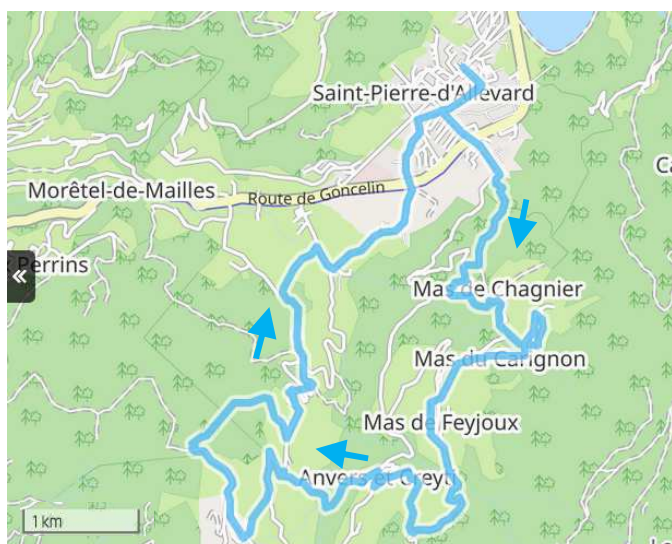 Saint-Pierre-d'Allevard
Morêtel-de-Mailles
Route de Goncelin
Perrins
«
Mas de Chagnier
Mas du Carignon
Mas de Feyjoux
Anvers et Creyti
1 km